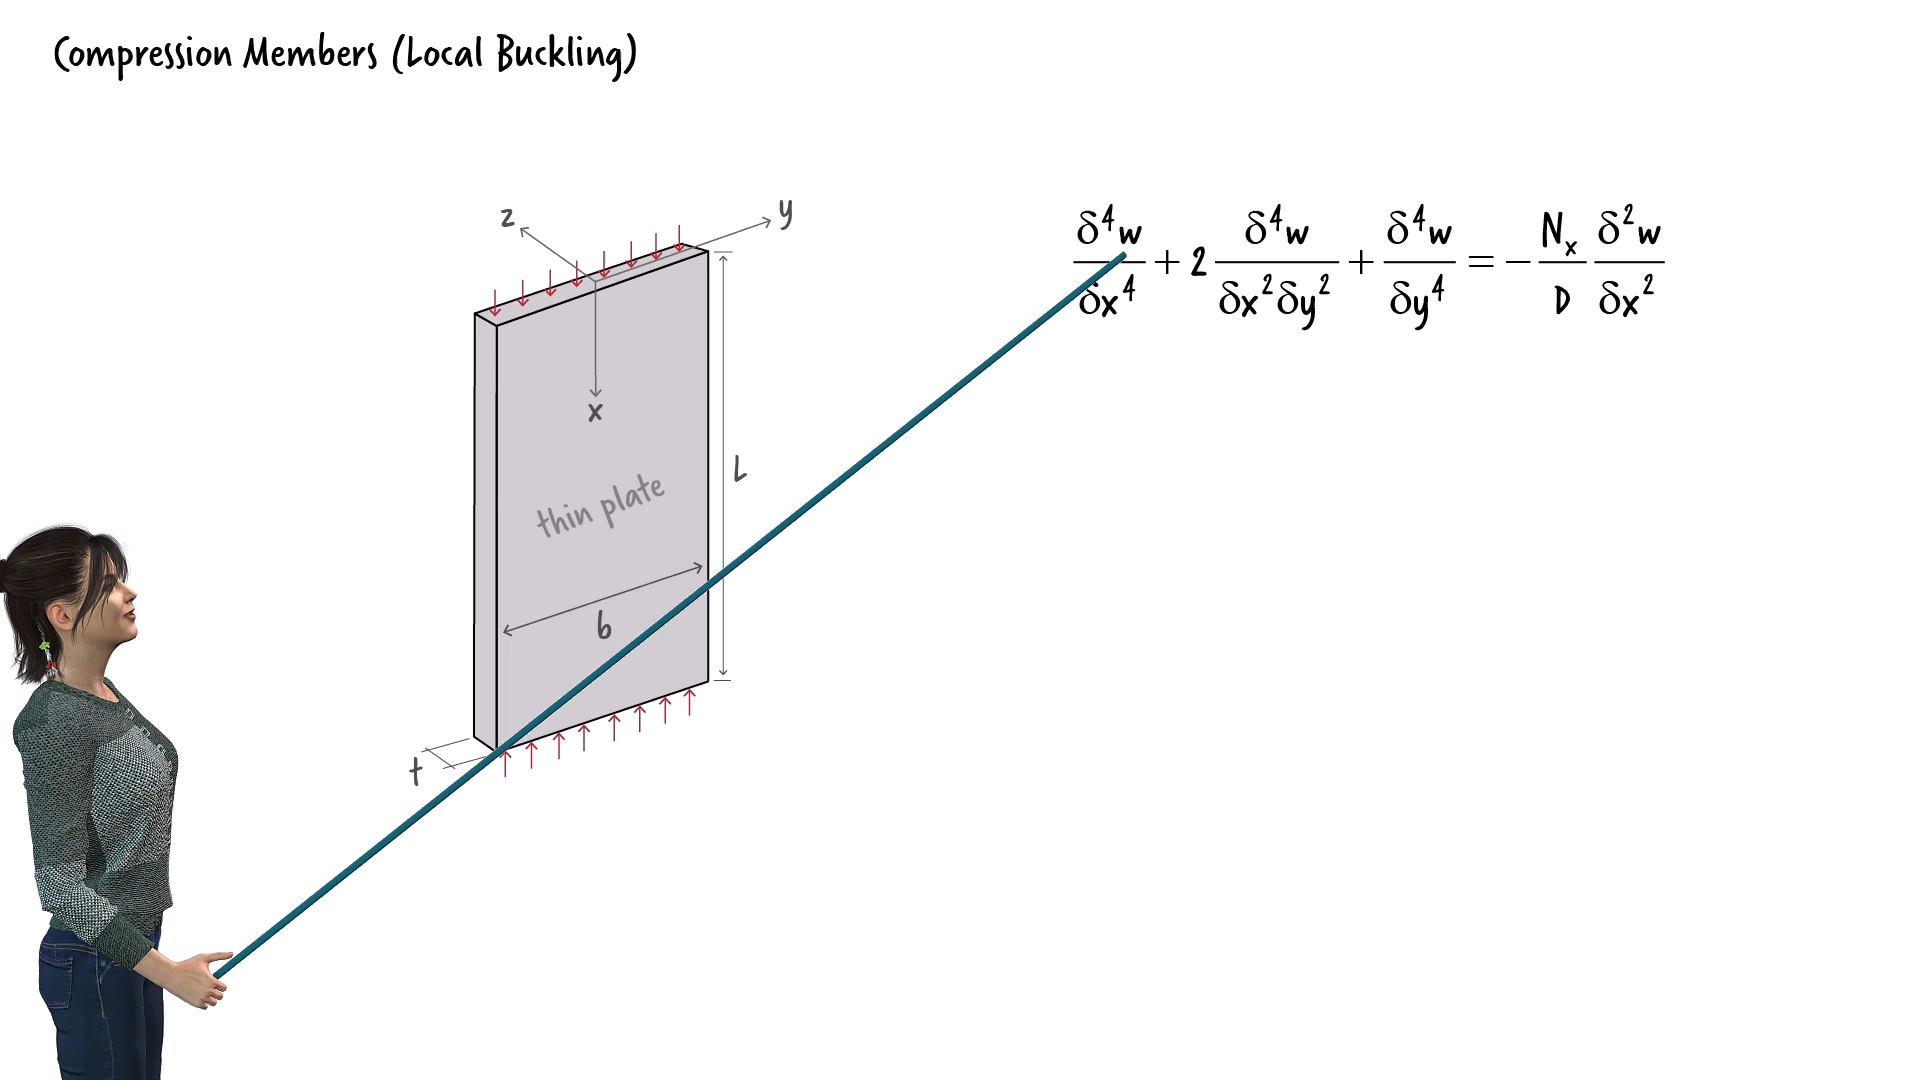 Compression Members (Local Buckling)
z
y
x
thin plate
L
b
t
δ⁴w/δx⁴ + 2 δ⁴w/δx²δy² + δ⁴w/δy⁴ = − Nₓ/D δ²w/δx²